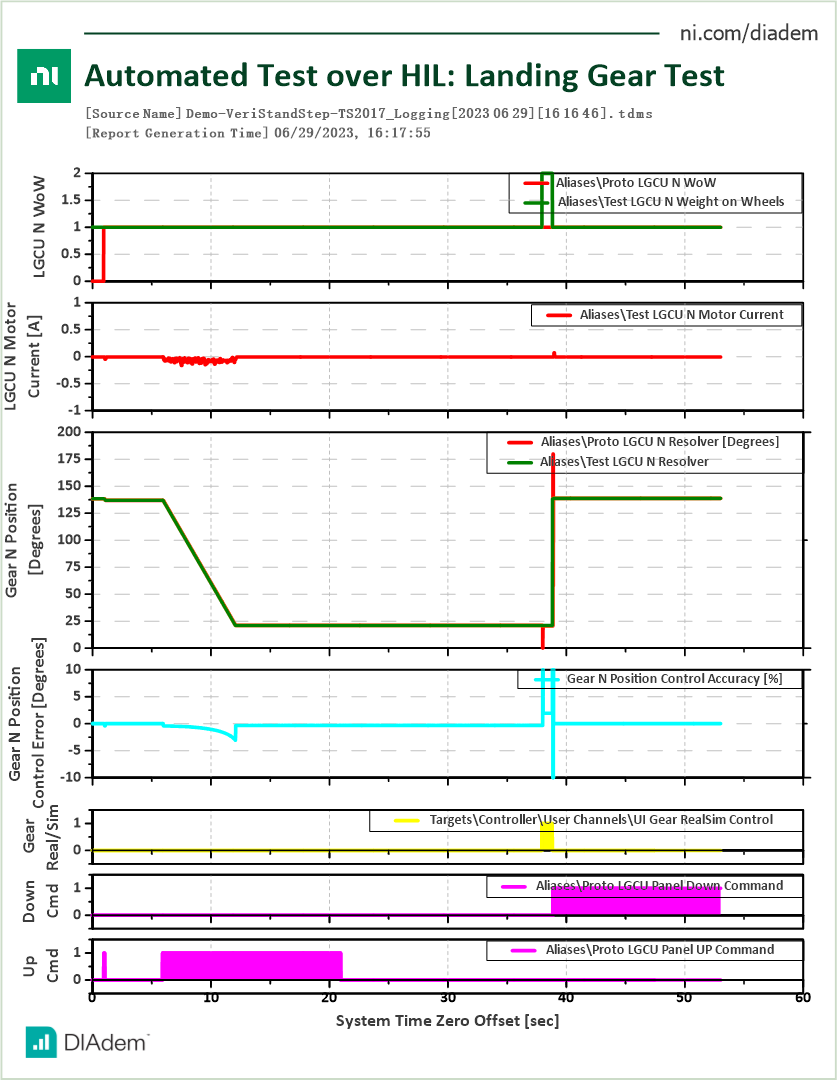 ni.com/diadem
ni
Automated Test over HIL: Landing Gear Test
[Source Name] Demo-VeriStandStep-TS2017_Logging[2023 06 29][16 16 46].tdms
[Report Generation Time] 06/29/2023, 16:17:55
LGCU N WoW
2
1.5
1
0.5
0
Aliases\Proto LGCU N WoW
Aliases\Test LGCU N Weight on Wheels
LGCU N Motor
Current [A]
1
0.5
0
-0.5
-1
Aliases\Test LGCU N Motor Current
Gear N Position
[Degrees]
200
175
150
125
100
75
50
25
0
Aliases\Proto LGCU N Resolver [Degrees]
Aliases\Test LGCU N Resolver
Gear N Position
Control Error [Degrees]
10
5
0
-5
-10
Gear N Position Control Accuracy [%]
Gear
Real/Sim
1
0
Targets\Controller\User Channels\UI Gear RealSim Control
Down
Cmd
1
0
Aliases\Proto LGCU Panel Down Command
Up
Cmd
1
0
Aliases\Proto LGCU Panel UP Command
0 10 20 30 40 50 60
System Time Zero Offset [sec]
DIAdem™